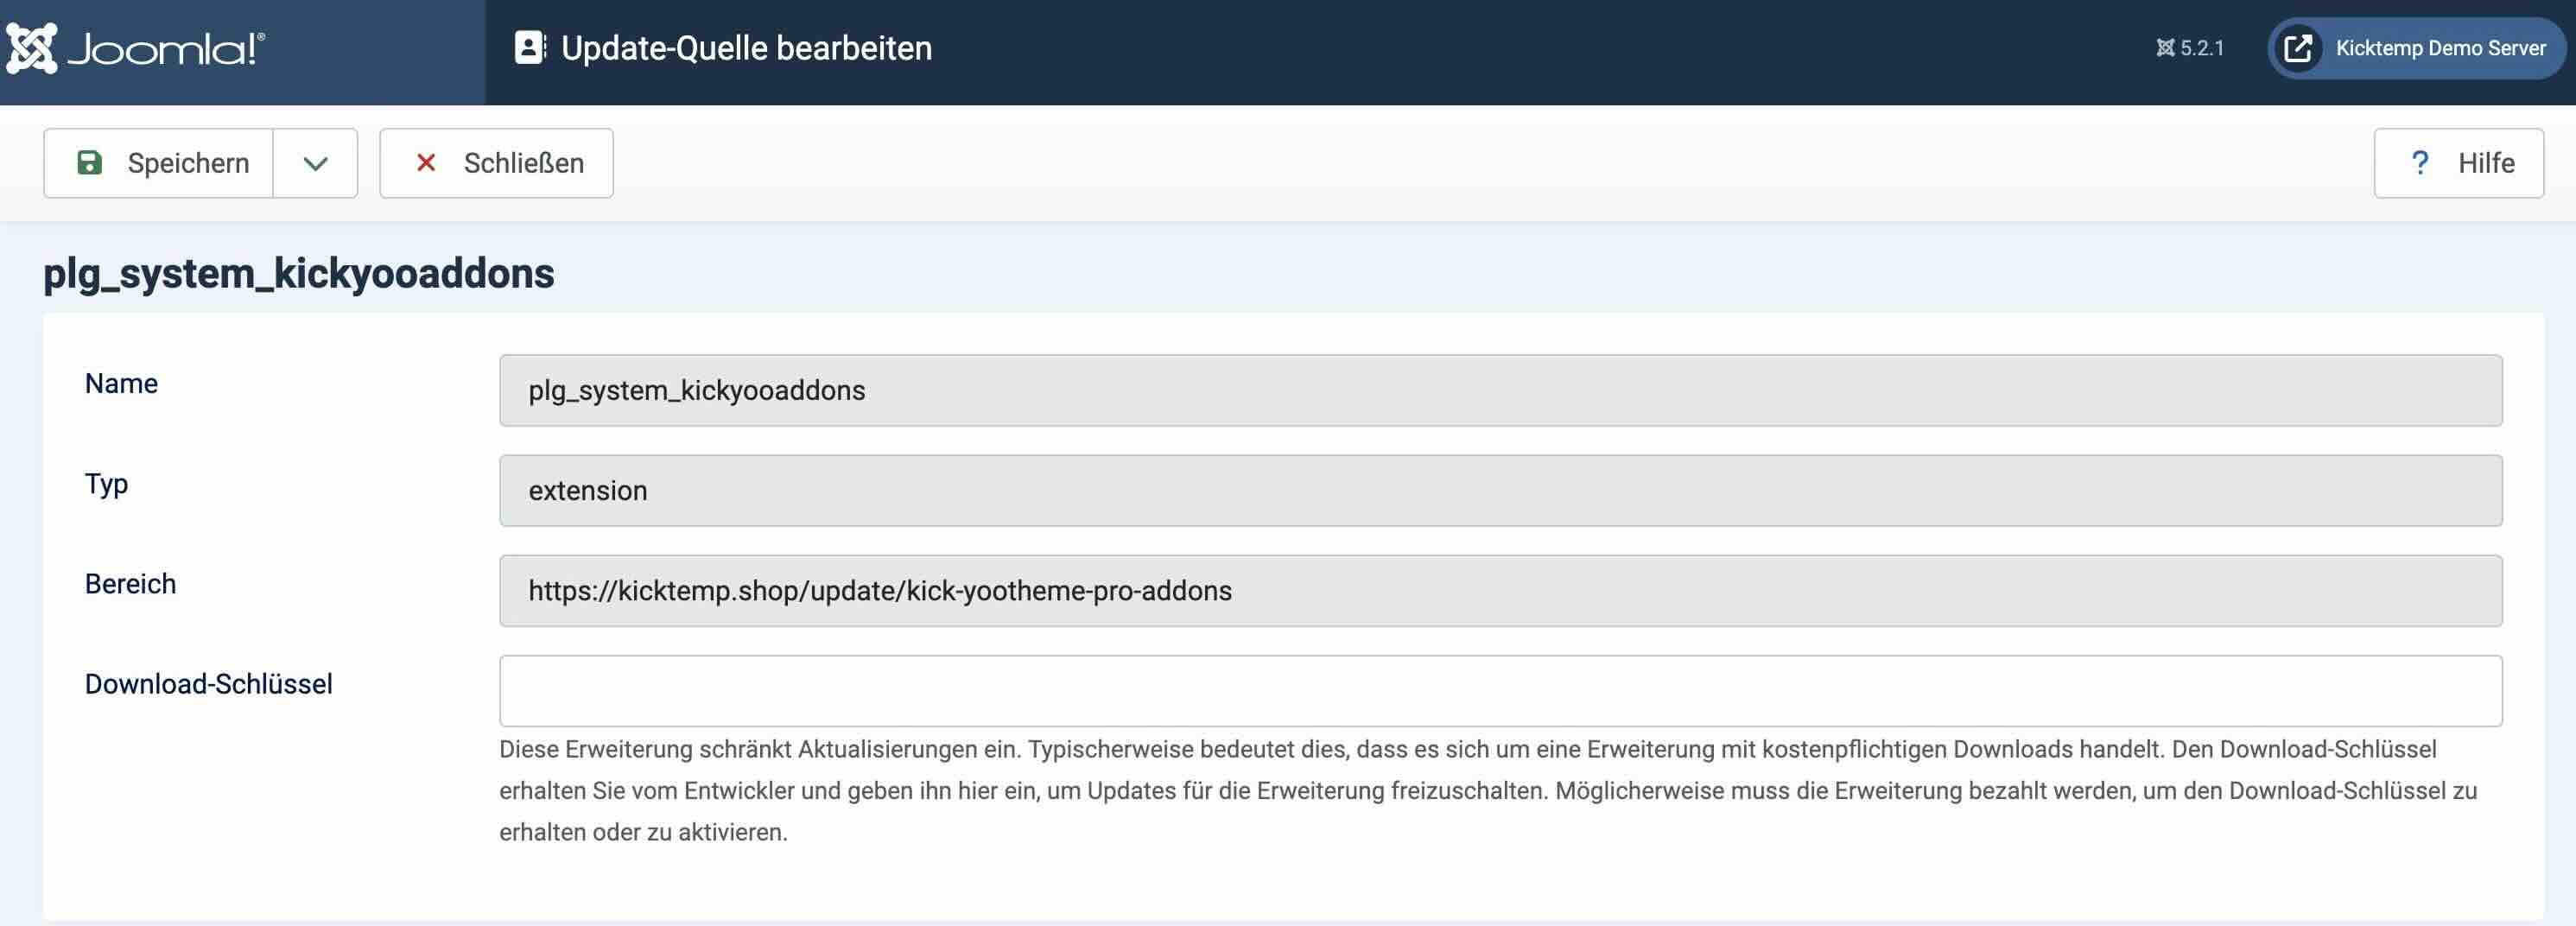 Joomla!®
Update-Quelle bearbeiten
5.2.1
Kicktemp Demo Server
Speichern
Schließen
? Hilfe
plg_system_kickyooaddons
Name
plg_system_kickyooaddons
Typ
extension
Bereich
https://kicktemp.shop/update/kick-yootheme-pro-addons
Download-Schlüssel
Diese Erweiterung schränkt Aktualisierungen ein. Typischerweise bedeutet dies, dass es sich um eine Erweiterung mit kostenpflichtigen Downloads handelt. Den Download-Schlüssel
erhalten Sie vom Entwickler und geben ihn hier ein, um Updates für die Erweiterung freizuschalten. Möglicherweise muss die Erweiterung bezahlt werden, um den Download-Schlüssel zu
erhalten oder zu aktivieren.